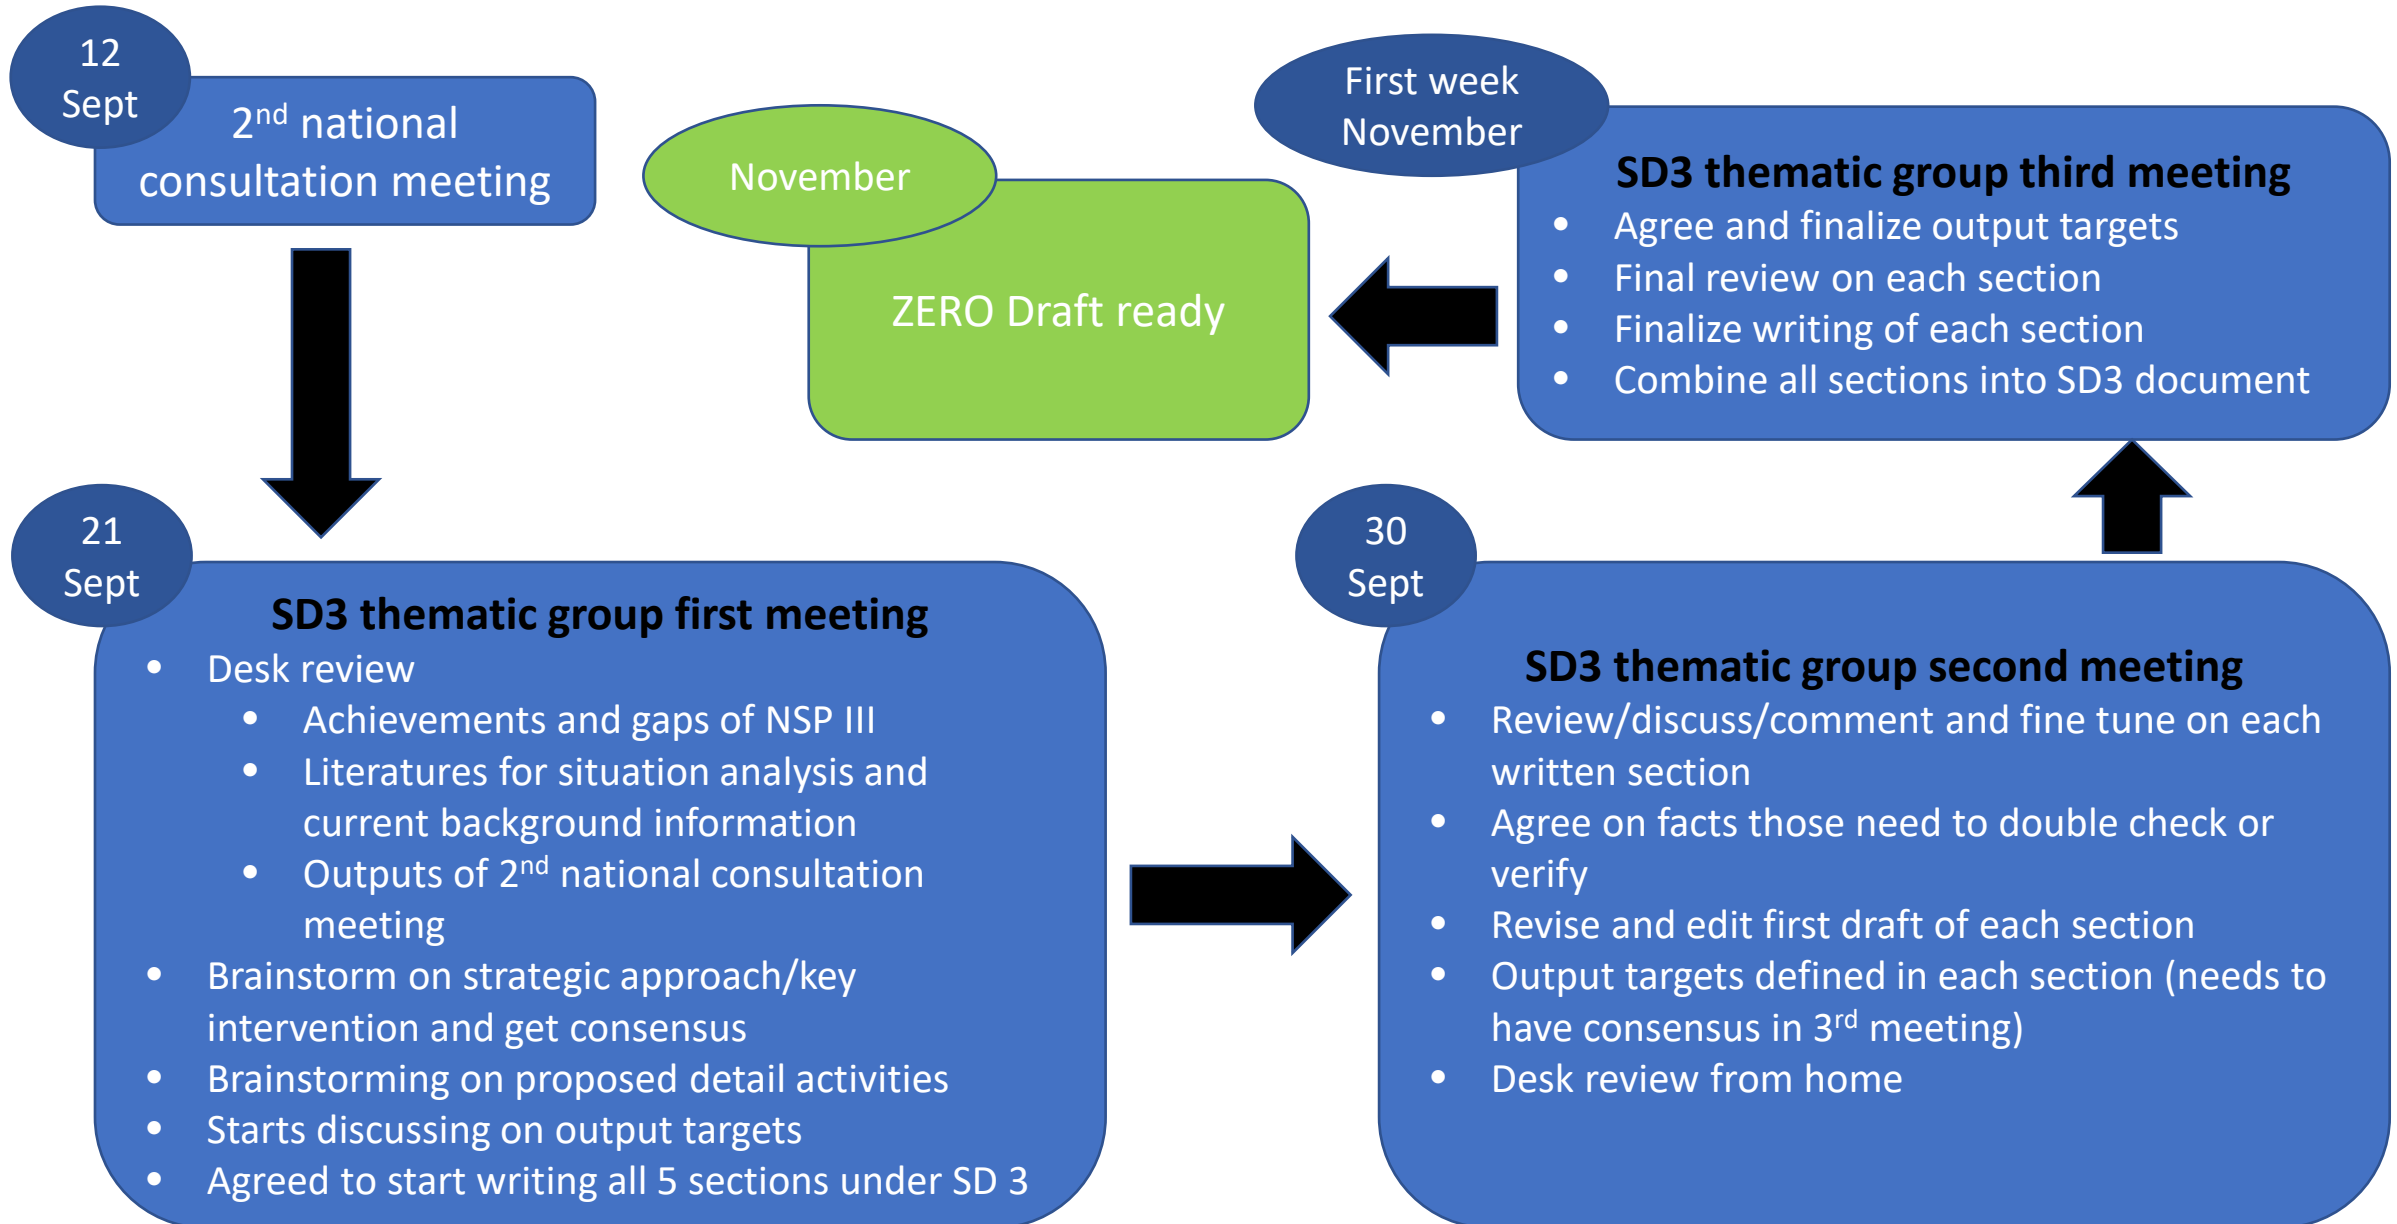 12
Sept
2nd national
consultation meeting
21
Sept
SD3 thematic group first meeting
• Desk review
• Achievements and gaps of NSP III
• Literatures for situation analysis and
current background information
• Outputs of 2nd national consultation
meeting
• Brainstorm on strategic approach/key
intervention and get consensus
• Brainstorming on proposed detail activities
• Starts discussing on output targets
• Agreed to start writing all 5 sections under SD 3
30
Sept
SD3 thematic group second meeting
• Review/discuss/comment and fine tune on each
written section
• Agree on facts those need to double check or
verify
• Revise and edit first draft of each section
• Output targets defined in each section (needs to
have consensus in 3rd meeting)
• Desk review from home
First week
November
SD3 thematic group third meeting
• Agree and finalize output targets
• Final review on each section
• Finalize writing of each section
• Combine all sections into SD3 document
November
ZERO Draft ready